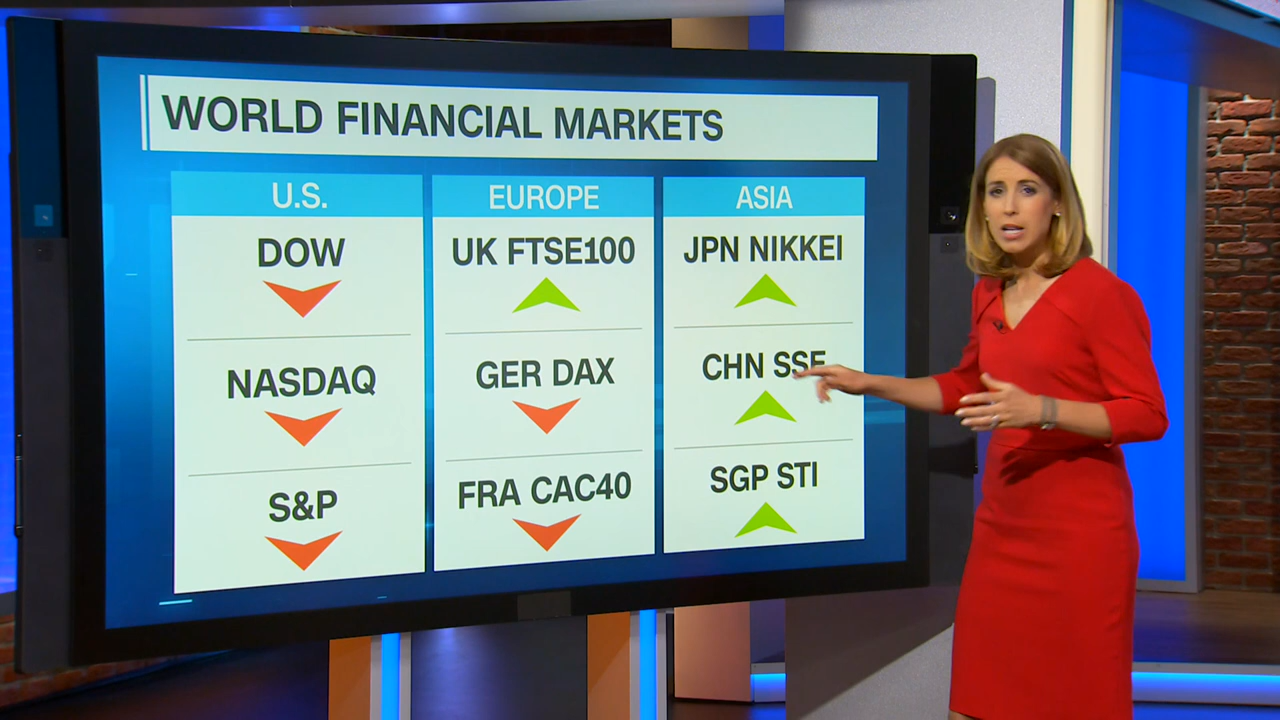 WORLD FINANCIAL MARKETS
U.S.
DOW
NASDAQ
S&P
EUROPE
UK FTSE100
GER DAX
FRA CAC40
ASIA
JPN NIKKEI
CHN SSE
SGP STI